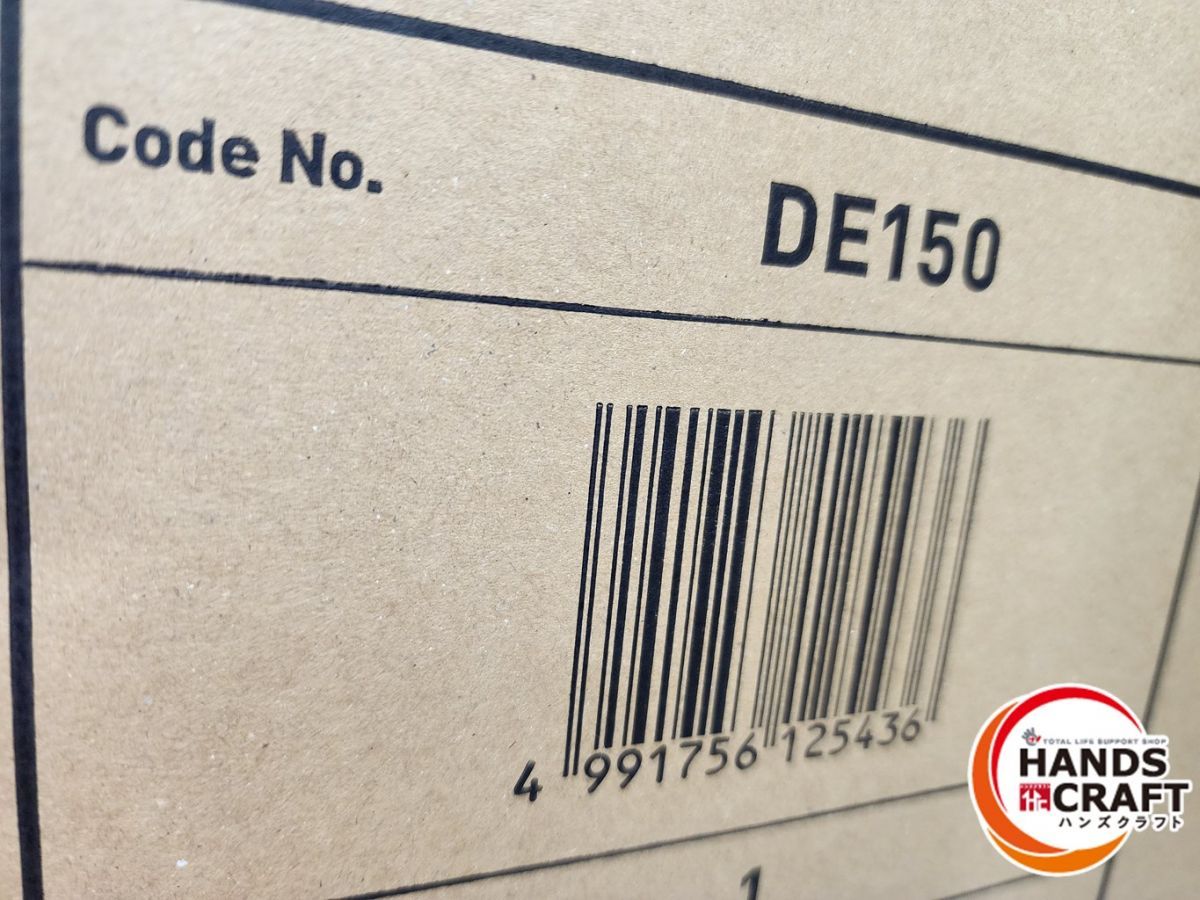 Code No.
DE150
4 991756 125436
1
TOTAL LIFE SUPPORT SHOP
HANDS
CRAFT
ハンズクラフト